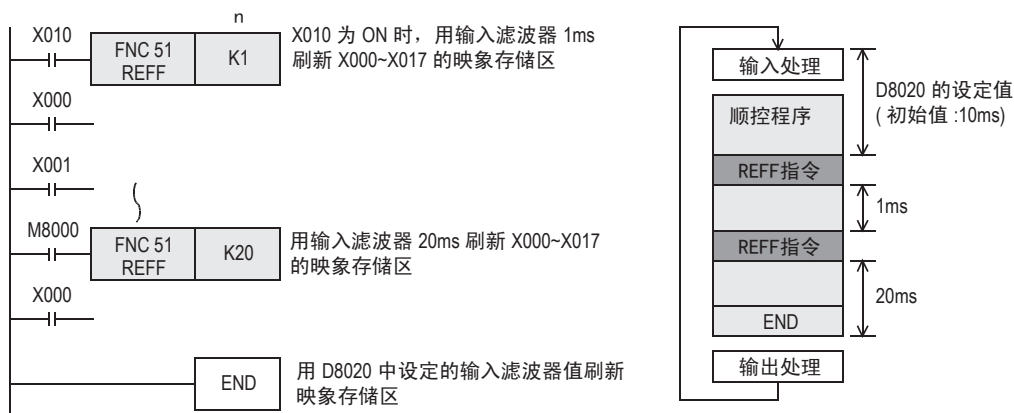 n
X010
FNC 51
REFF
K1
X010 为 ON 时，用输入滤波器 1ms
刷新 X000~X017 的映象存储区
X000
X001
M8000
FNC 51
REFF
K20
用输入滤波器 20ms 刷新 X000~X017
的映象存储区
X000
END
用 D8020 中设定的输入滤波器值刷新
映象存储区
输入处理
D8020 的设定值
( 初始值 :10ms)
顺控程序
REFF指令
1ms
REFF指令
20ms
END
输出处理